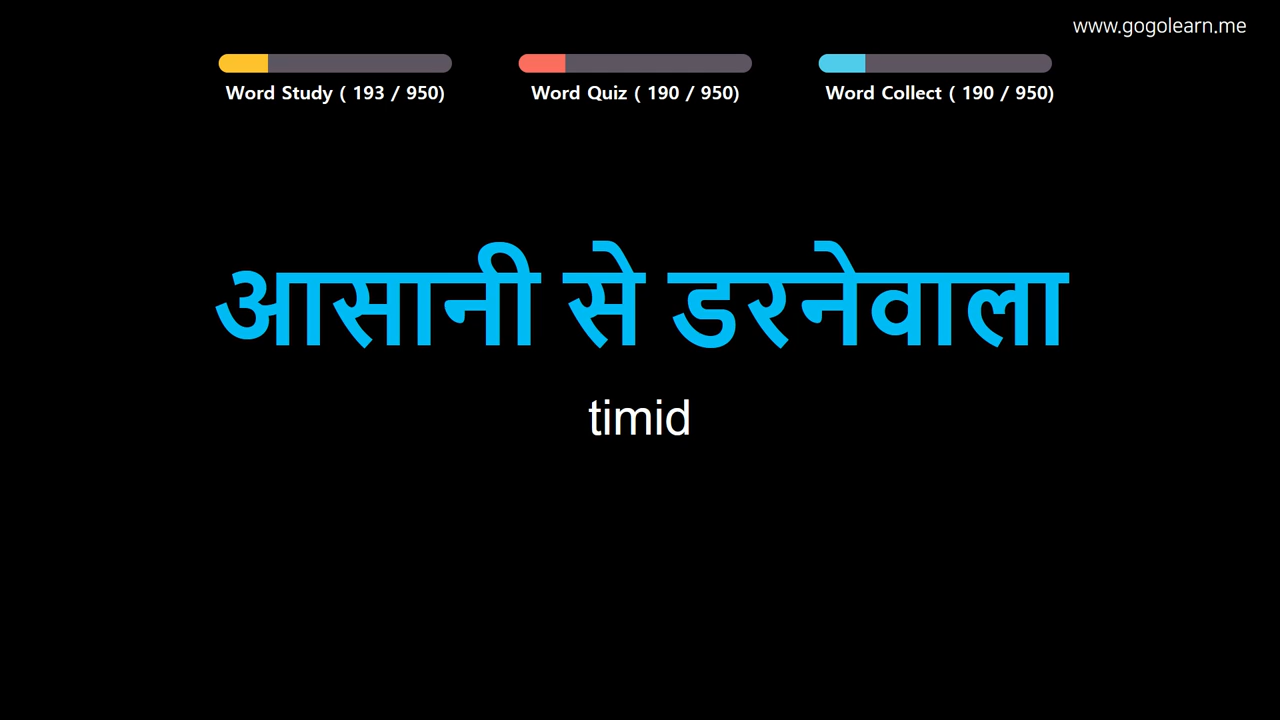 www.gogolearn.me
Word Study ( 193 / 950)
Word Quiz ( 190 / 950)
Word Collect ( 190 / 950)
आसानी से डरनेवाला
timid